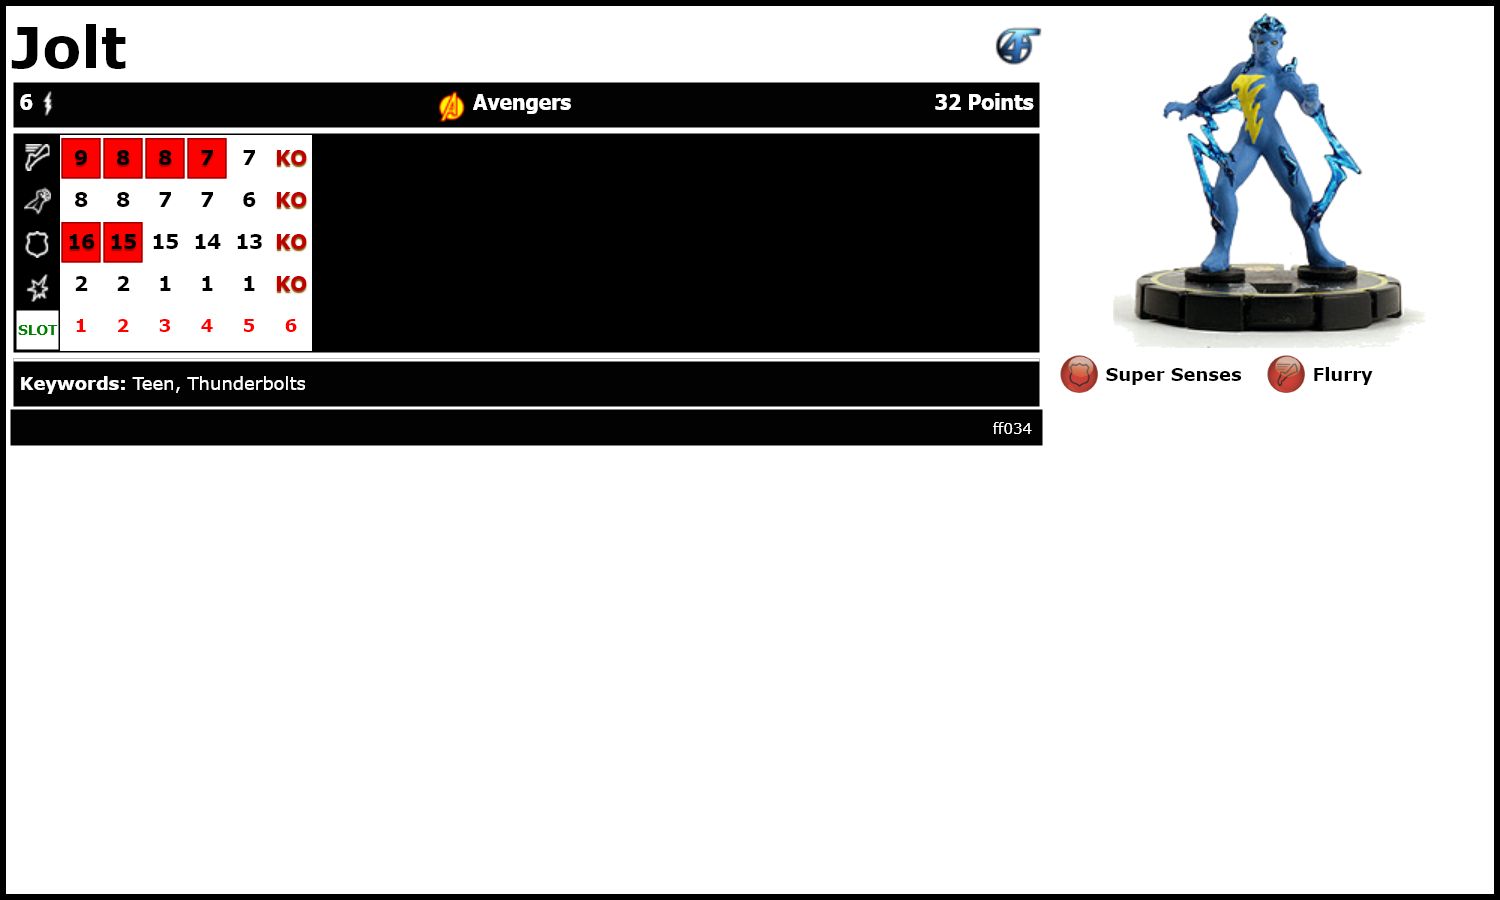 Jolt
6 Avengers 32 Points
9 8 8 7 7 KO
8 8 7 7 6 KO
16 15 15 14 13 KO
2 2 1 1 1 KO
SLOT 1 2 3 4 5 6
Keywords: Teen, Thunderbolts
ff034
Super Senses Flurry